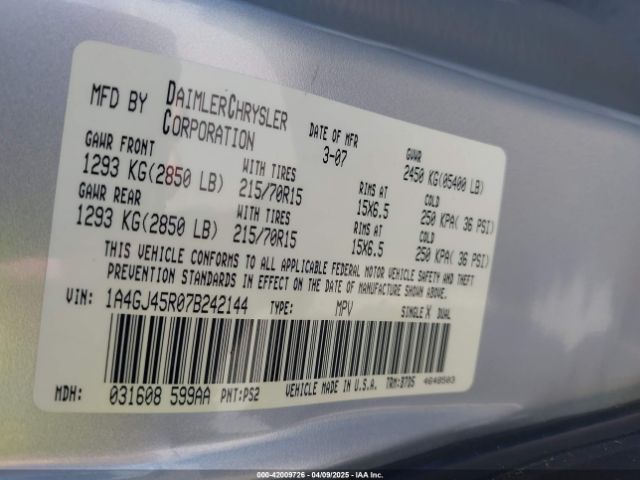 MFD BY DAIMLERCHRYSLER CORPORATION
DATE OF MFR 3-07
GVWR 2450 KG(05400 LB)
GAWR FRONT 1293 KG(2850 LB) WITH TIRES 215/70R15 RIMS AT 15X6.5 COLD 250 KPA( 36 PSI)
GAWR REAR 1293 KG(2850 LB) WITH TIRES 215/70R15 RIMS AT 15X6.5 COLD 250 KPA( 36 PSI)
THIS VEHICLE CONFORMS TO ALL APPLICABLE FEDERAL MOTOR VEHICLE SAFETY AND THEFT
PREVENTION STANDARDS IN EFFECT ON THE DATE OF MANUFACTURE SHOWN ABOVE.
VIN: 1A4GJ45R07B242144 TYPE: MPV SINGLE X DUAL
MDH: 031608 599AA PNT:PS2 VEHICLE MADE IN U.S.A. TRM:87D5 4648503
000-42009726 - 04/09/2025 - IAA Inc.